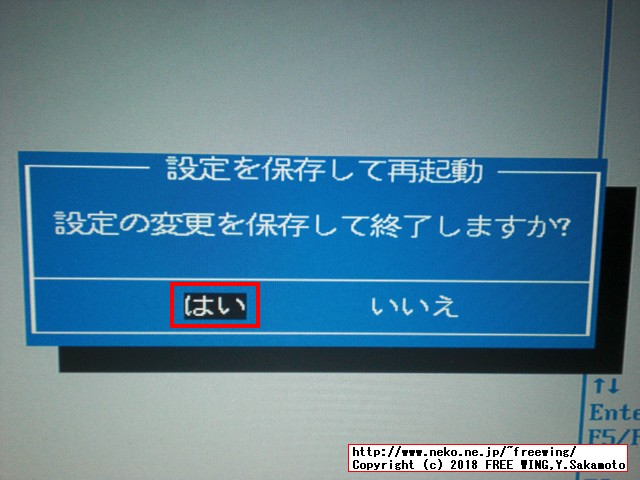 設定を保存して再起動
設定の変更を保存して終了しますか?
はい いいえ
↑↓
Ente
F5/F
http://www.neko.ne.jp/~freewing/
Copyright (c) 2018 FREE WING,Y.Sakamoto